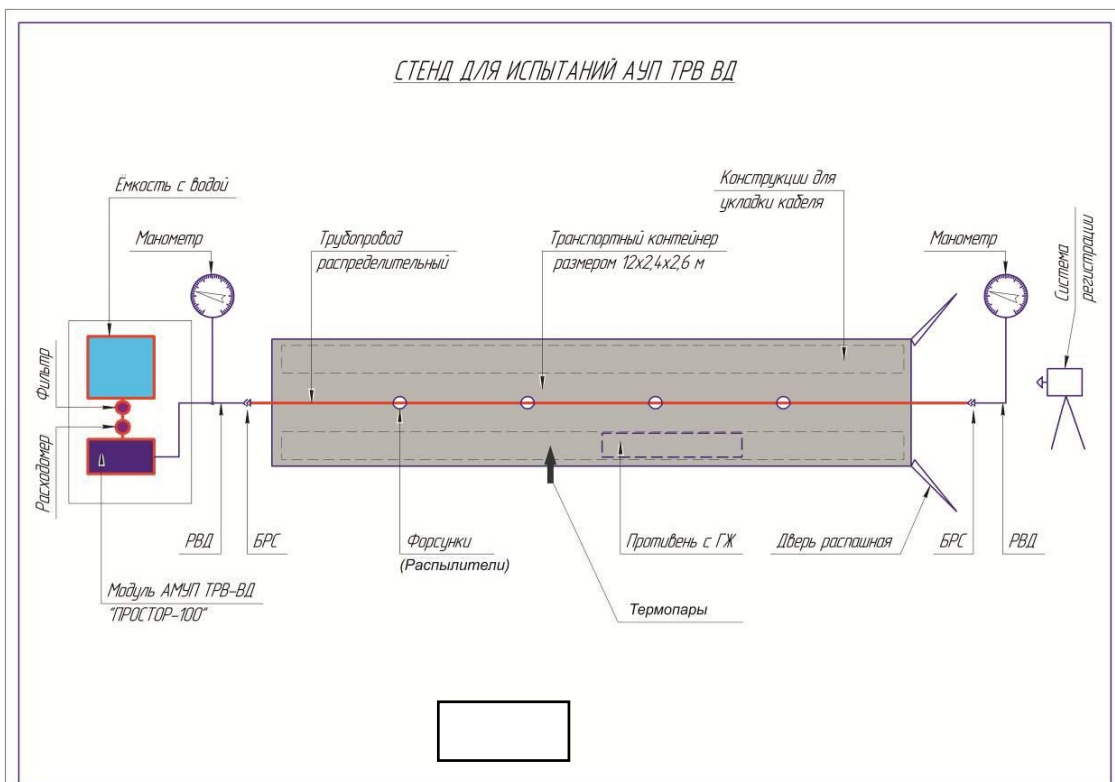 СТЕНД ДЛЯ ИСПЫТАНИЙ АУП ТРВ ВД
Ёмкость с водой
Манометр
Трубопровод
распределительный
Транспортный контейнер
размером 12х2,4х2,6 м
Конструкции для
укладки кабеля
Манометр
Система
регистрации
Фильтр
Расходомер
РВД
БРС
Форсунки
(Распылители)
Противень с ГЖ
Дверь распашная
БРС
РВД
Модуль АМУП ТРВ-ВД
"ПРОСТОР-100"
Термопары